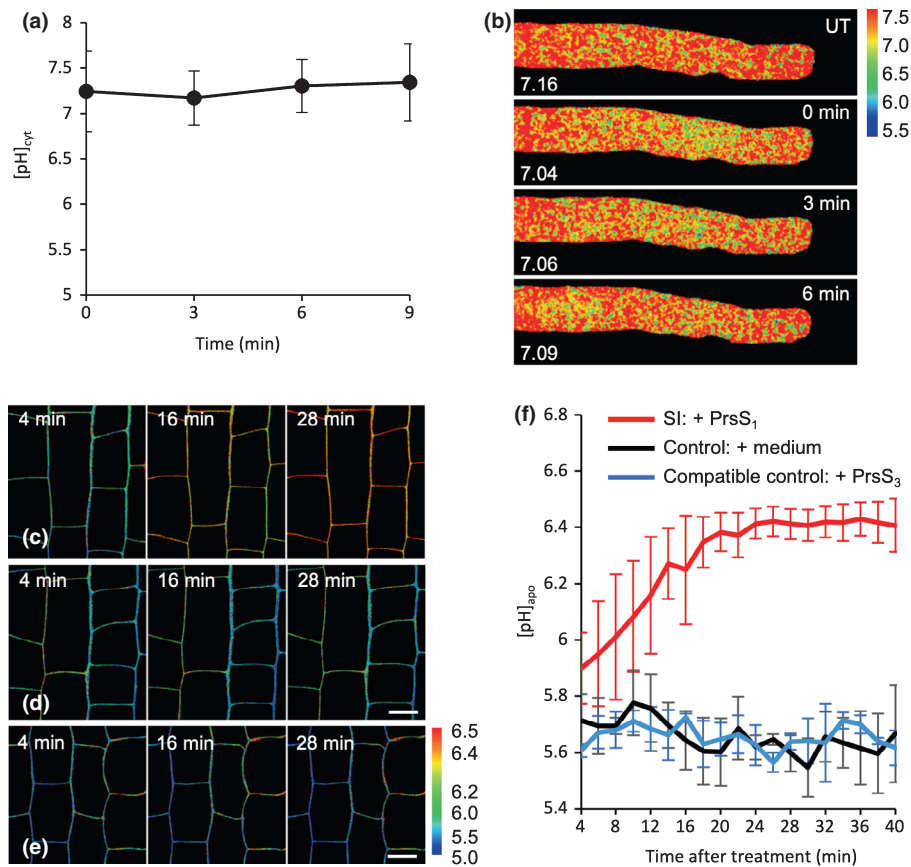 (a)
8
7.5
7
6.5
6
5.5
5
[pH]cyt
0 3 6 9
Time (min)
(b)
UT
7.16
0 min
7.04
3 min
7.06
6 min
7.09
7.5
7.0
6.5
6.0
5.5
4 min 16 min 28 min
(c)
4 min 16 min 28 min
(d)
4 min 16 min 28 min
(e)
6.5
6.2
6.0
5.5
5.0
(f)
6.8
6.6
6.4
6.2
6
5.8
5.6
5.4
[pH]apo
SI: + PrsS1
Control: + medium
Compatible control: + PrsS3
4 8 12 16 20 24 28 32 36 40
Time after treatment (min)